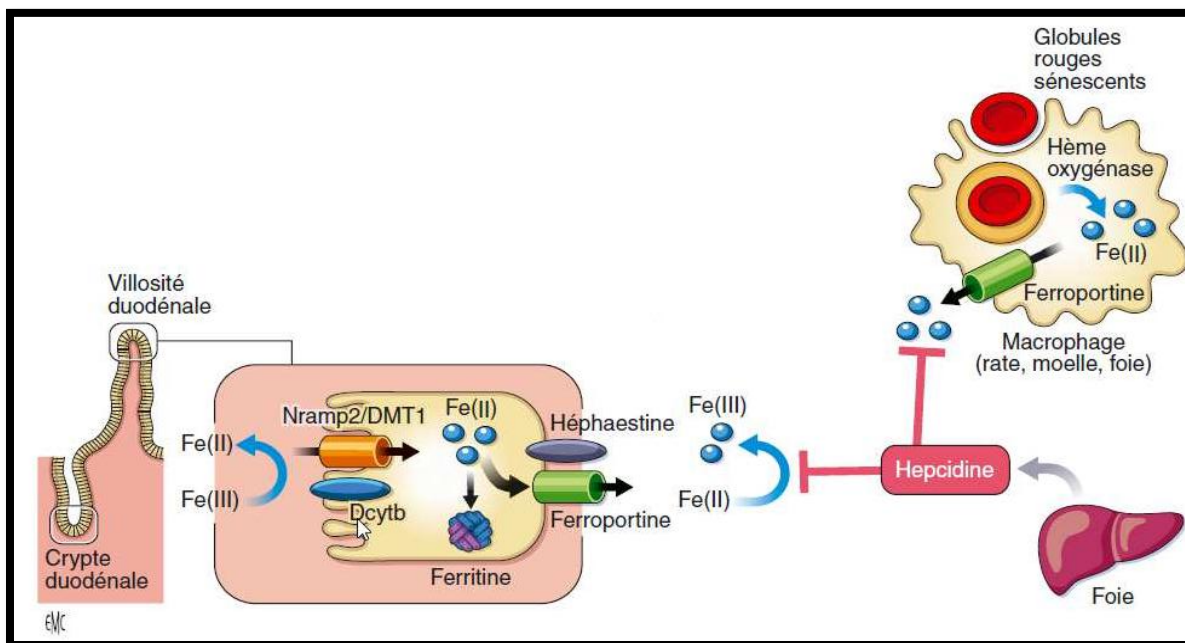 Globules
rouges
sénescents
Hème
oxygénase
Fe(II)
Ferroportine
Macrophage
(rate, moelle, foie)
Villosité
duodénale
Nramp2/DMT1
Fe(II)
Héphaestine
Fe(III)
Fe(II)
Fe(III)
Dcytb
Ferroportine
Fe(II)
Hepcidine
Ferritine
Crypte
duodénale
Foie
EMC